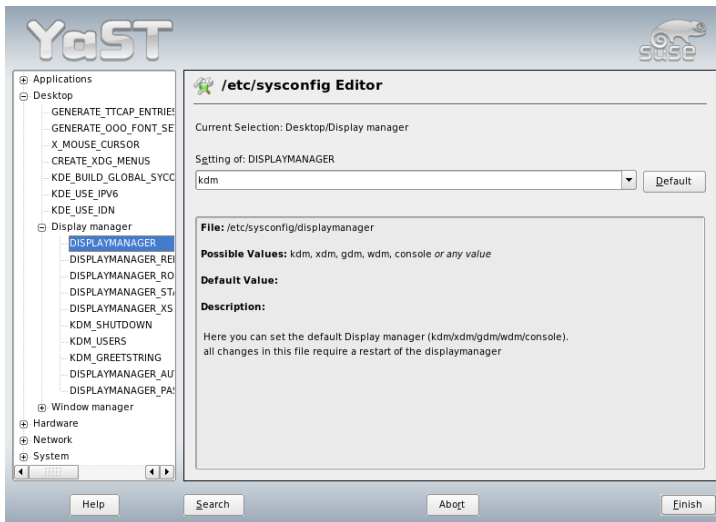 YaST
SUSE
Applications
Desktop
GENERATE_TTCAP_ENTRIES
GENERATE_OOO_FONT_SE
X_MOUSE_CURSOR
CREATE_XDG_MENUS
KDE_BUILD_GLOBAL_SYCO
KDE_USE_IPV6
KDE_USE_IDN
Display manager
DISPLAYMANAGER
DISPLAYMANAGER_REI
DISPLAYMANAGER_RO
DISPLAYMANAGER_ST
DISPLAYMANAGER_XS
KDM_SHUTDOWN
KDM_USERS
KDM_GREETSTRING
DISPLAYMANAGER_AU
DISPLAYMANAGER_PA
Window manager
Hardware
Network
System
/etc/sysconfig Editor
Current Selection: Desktop/Display manager
Setting of: DISPLAYMANAGER
kdm
Default
File: /etc/sysconfig/displaymanager
Possible Values: kdm, xdm, gdm, wdm, console or any value
Default Value:
Description:
Here you can set the default Display manager (kdm/xdm/gdm/wdm/console).
all changes in this file require a restart of the displaymanager
Help
Search
Abort
Finish